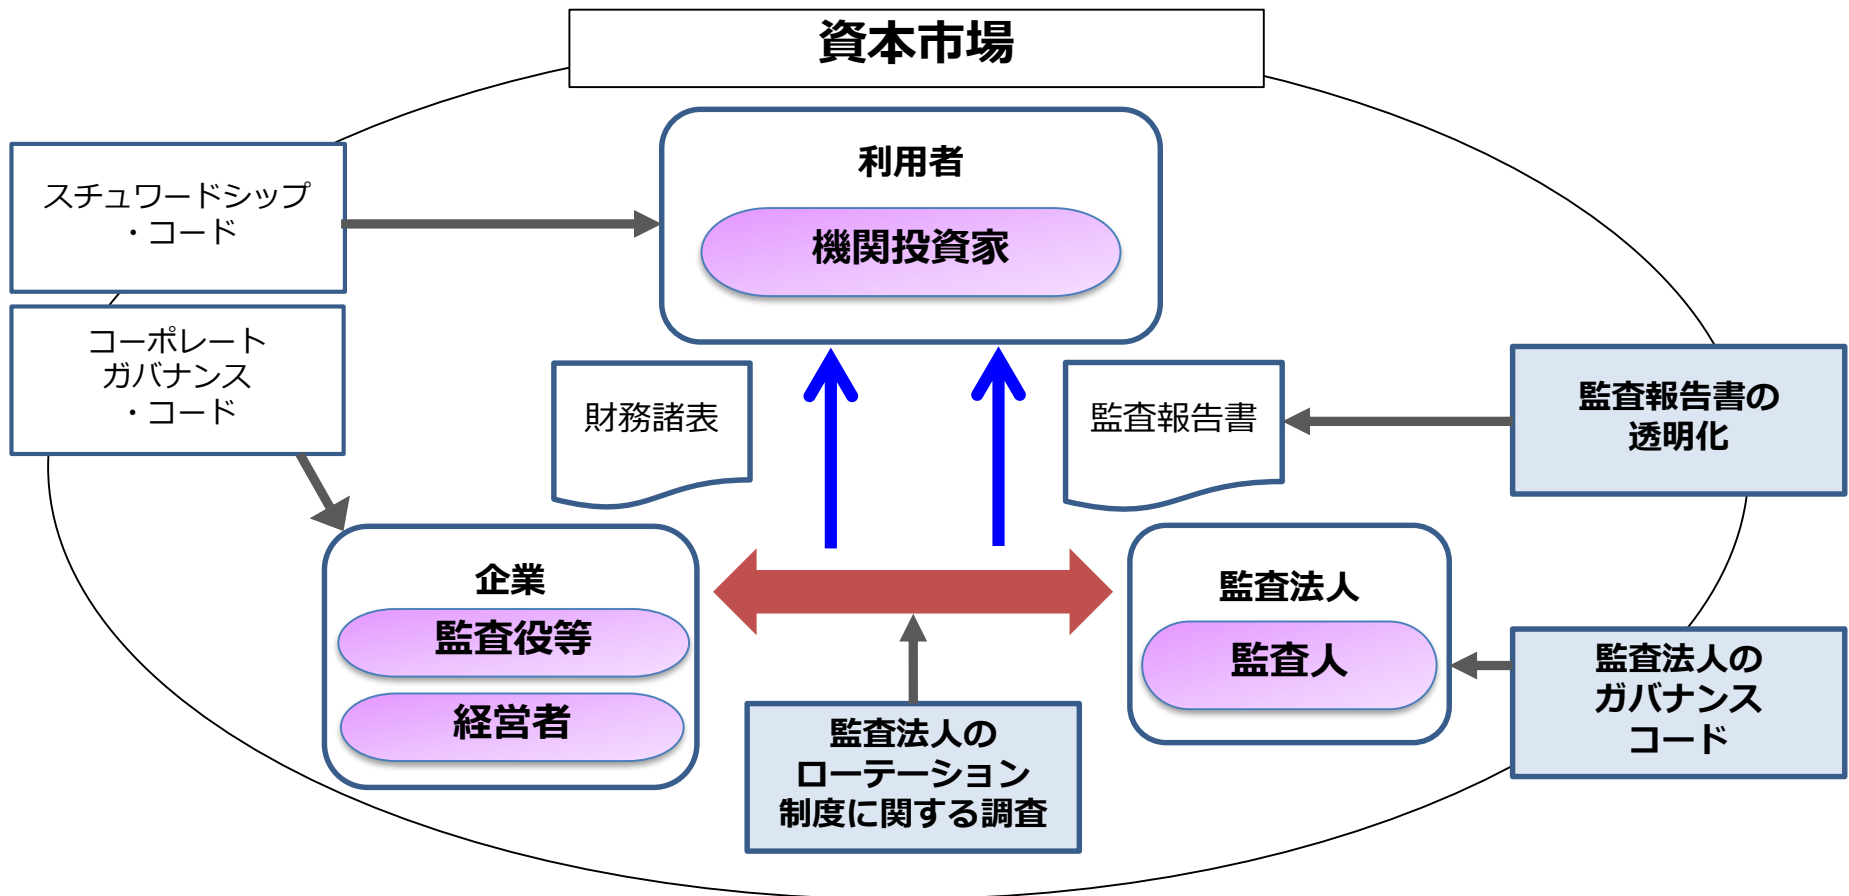 資本市場
利用者
機関投資家
スチュワードシップ
・コード
コーポレート
ガバナンス
・コード
財務諸表
監査報告書
監査報告書の
透明化
企業
監査役等
経営者
監査法人
監査人
監査法人の
ローテーション
制度に関する調査
監査法人の
ガバナンス
コード